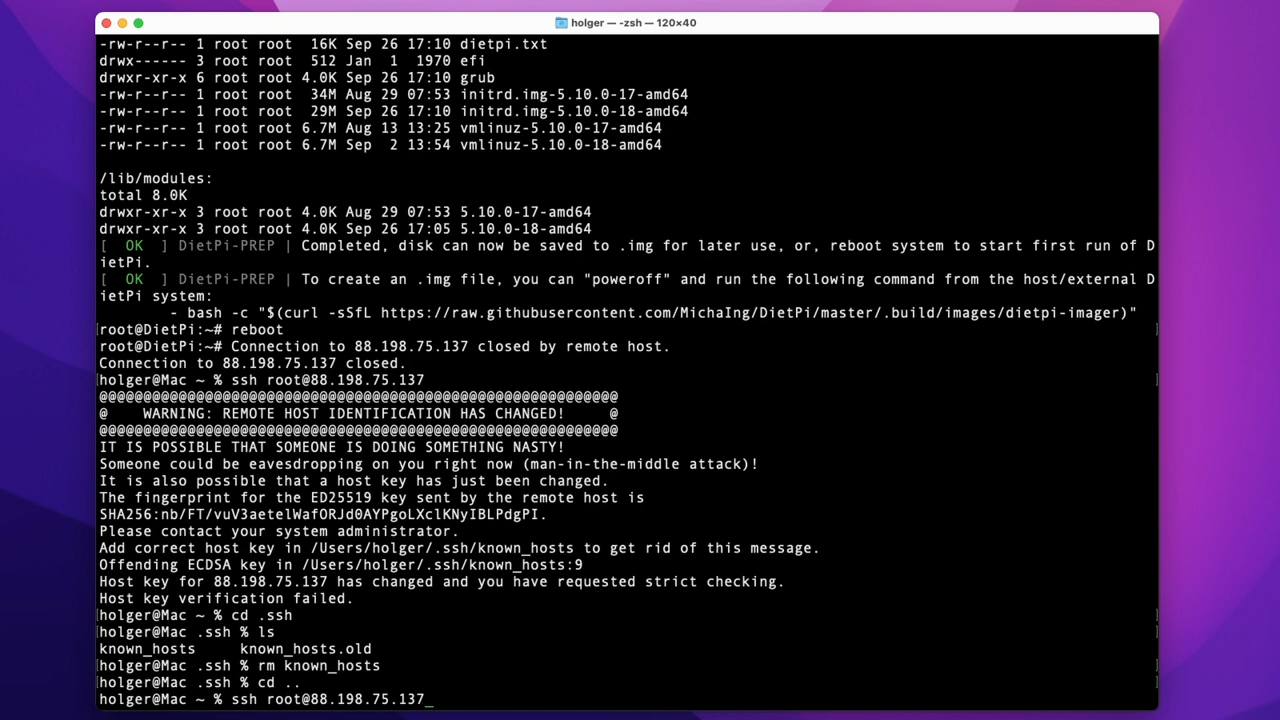 holger — -zsh — 120×40
-rw-r--r-- 1 root root  16K Sep 26 17:10 dietpi.txt
drwx------ 3 root root  512 Jan  1  1970 efi
drwxr-xr-x 6 root root 4.0K Sep 26 17:10 grub
-rw-r--r-- 1 root root  34M Aug 29 07:53 initrd.img-5.10.0-17-amd64
-rw-r--r-- 1 root root  29M Sep 26 17:10 initrd.img-5.10.0-18-amd64
-rw-r--r-- 1 root root 6.7M Aug 13 13:25 vmlinuz-5.10.0-17-amd64
-rw-r--r-- 1 root root 6.7M Sep  2 13:54 vmlinuz-5.10.0-18-amd64
/lib/modules:
total 8.0K
drwxr-xr-x 3 root root 4.0K Aug 29 07:53 5.10.0-17-amd64
drwxr-xr-x 3 root root 4.0K Sep 26 17:05 5.10.0-18-amd64
[  OK  ] DietPi-PREP | Completed, disk can now be saved to .img for later use, or, reboot system to start first run of D
ietPi.
[  OK  ] DietPi-PREP | To create an .img file, you can "poweroff" and run the following command from the host/external D
ietPi system:
        - bash -c "$(curl -sSfL https://raw.githubusercontent.com/MichaIng/DietPi/master/.build/images/dietpi-imager)"
root@DietPi:~# reboot
root@DietPi:~# Connection to 88.198.75.137 closed by remote host.
Connection to 88.198.75.137 closed.
holger@Mac ~ % ssh root@88.198.75.137
@@@@@@@@@@@@@@@@@@@@@@@@@@@@@@@@@@@@@@@@@@@@@@@@@@@@@@@@@@@
@    WARNING: REMOTE HOST IDENTIFICATION HAS CHANGED!     @
@@@@@@@@@@@@@@@@@@@@@@@@@@@@@@@@@@@@@@@@@@@@@@@@@@@@@@@@@@@
IT IS POSSIBLE THAT SOMEONE IS DOING SOMETHING NASTY!
Someone could be eavesdropping on you right now (man-in-the-middle attack)!
It is also possible that a host key has just been changed.
The fingerprint for the ED25519 key sent by the remote host is
SHA256:nb/FT/vuV3aetelWafORJd0AYPgoLXclKNyIBLPdgPI.
Please contact your system administrator.
Add correct host key in /Users/holger/.ssh/known_hosts to get rid of this message.
Offending ECDSA key in /Users/holger/.ssh/known_hosts:9
Host key for 88.198.75.137 has changed and you have requested strict checking.
Host key verification failed.
holger@Mac ~ % cd .ssh
holger@Mac .ssh % ls
known_hosts     known_hosts.old
holger@Mac .ssh % rm known_hosts
holger@Mac .ssh % cd ..
holger@Mac ~ % ssh root@88.198.75.137_